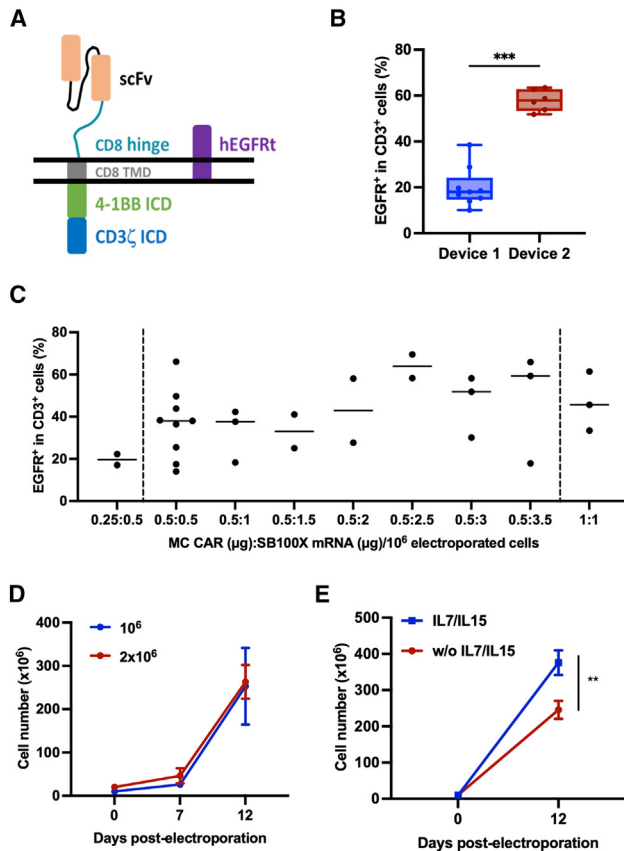 A
scFv
CD8 hinge
hEGFRt
CD8 TMD
4-1BB ICD
CD3ζ ICD
B
***
EGFR+ in CD3+ cells (%)
80
60
40
20
0
Device 1 Device 2
C
EGFR+ in CD3+ cells (%)
80
60
40
20
0
0.25:0.5 0.5:0.5 0.5:1 0.5:1.5 0.5:2 0.5:2.5 0.5:3 0.5:3.5 1:1
MC CAR (µg):SB100X mRNA (µg)/10⁶ electroporated cells
D
10⁶
2x10⁶
Cell number (x10⁶)
400
300
200
100
0
0 7 12
Days post-electroporation
E
IL7/IL15
w/o IL7/IL15
**
Cell number (x10⁶)
500
400
300
200
100
0
0 12
Days post-electroporation